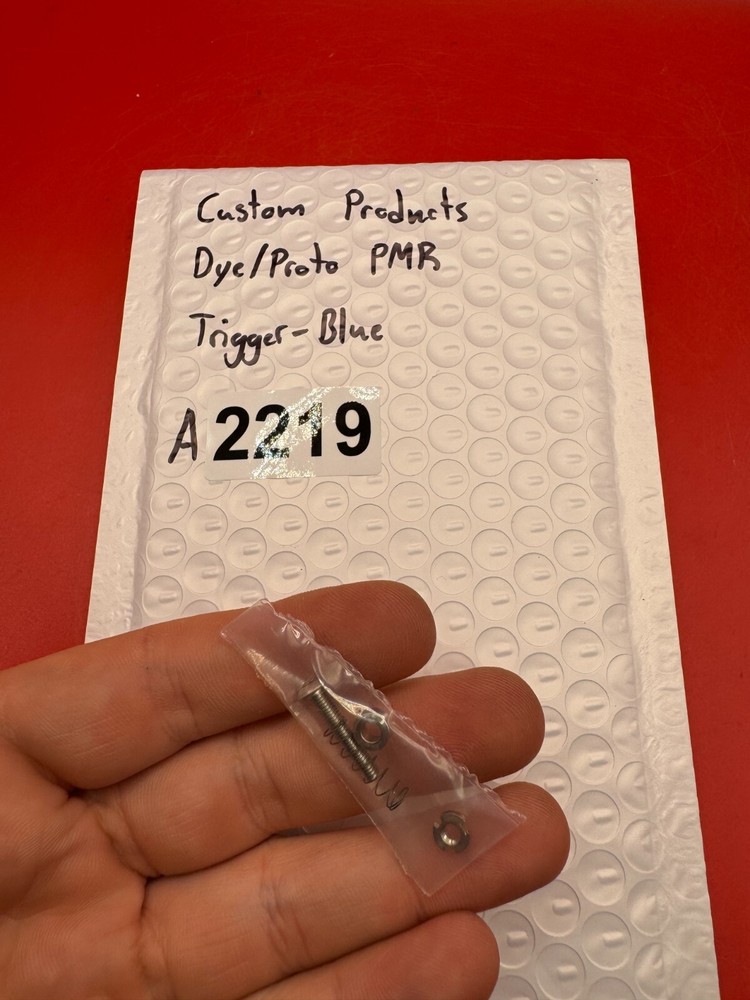 Custom Products
Dye/Proto PMR
Trigger-Blue
A2219